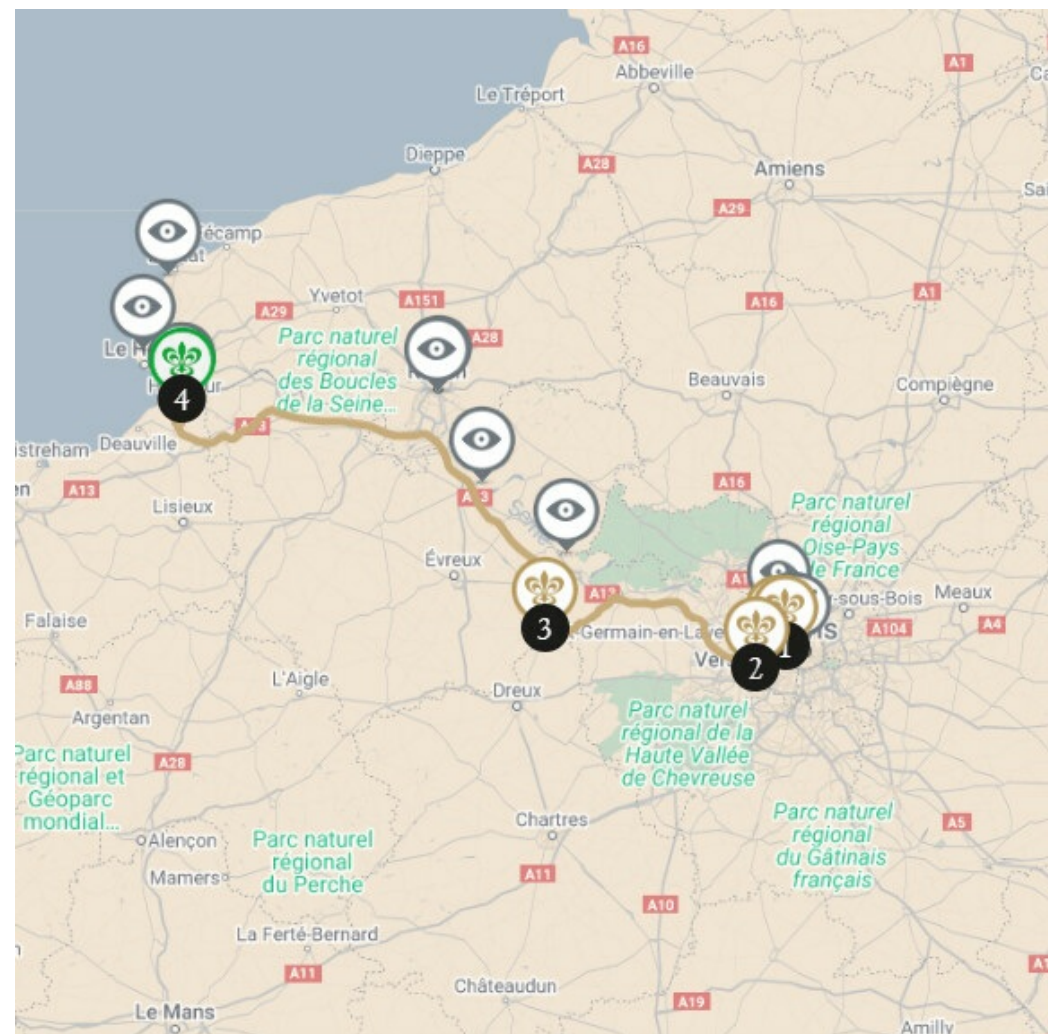 A16
A1
Abbeville
Le Tréport
Dieppe
A28
Amiens
A29
écamp
Yvetot
A29
A151
A16
A1
A28
Parc naturel
régional
des Boucles
de la Seine...
Beauvais
Compiègne
4
Deauville
istreham
A13
Lisieux
A16
Parc naturel
régional
Oise-Pays
de France
Évreux
A13
Meaux
-sous-Bois
A104
A4
Falaise
3
Germain-en-Laye
1
2
L'Aigle
A88
Dreux
Argentan
Parc naturel
régional de la
Haute Vallée
de Chevreuse
Parc naturel
régional et
Géoparc
mondial...
A28
Chartres
Parc naturel
régional
du Gâtinais
français
A5
Alençon
Parc naturel
régional
du Perche
Mamers
A11
A10
La Ferté-Bernard
A11
Châteaudun
A19
Le Mans
Amilly